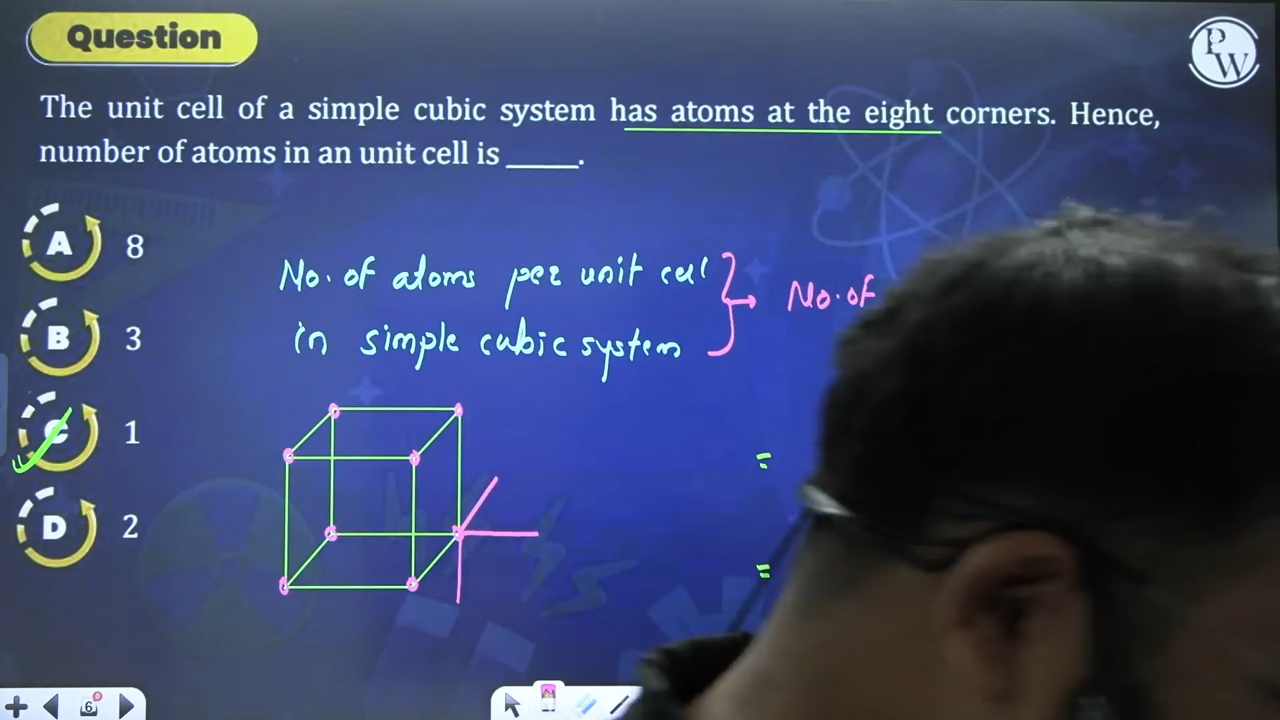 Question
PW
The unit cell of a simple cubic system has atoms at the eight corners. Hence,
number of atoms in an unit cell is _____.
A 8
B 3
C 1
D 2
No. of atoms per unit cell
in simple cubic system
No. of
=
=
6